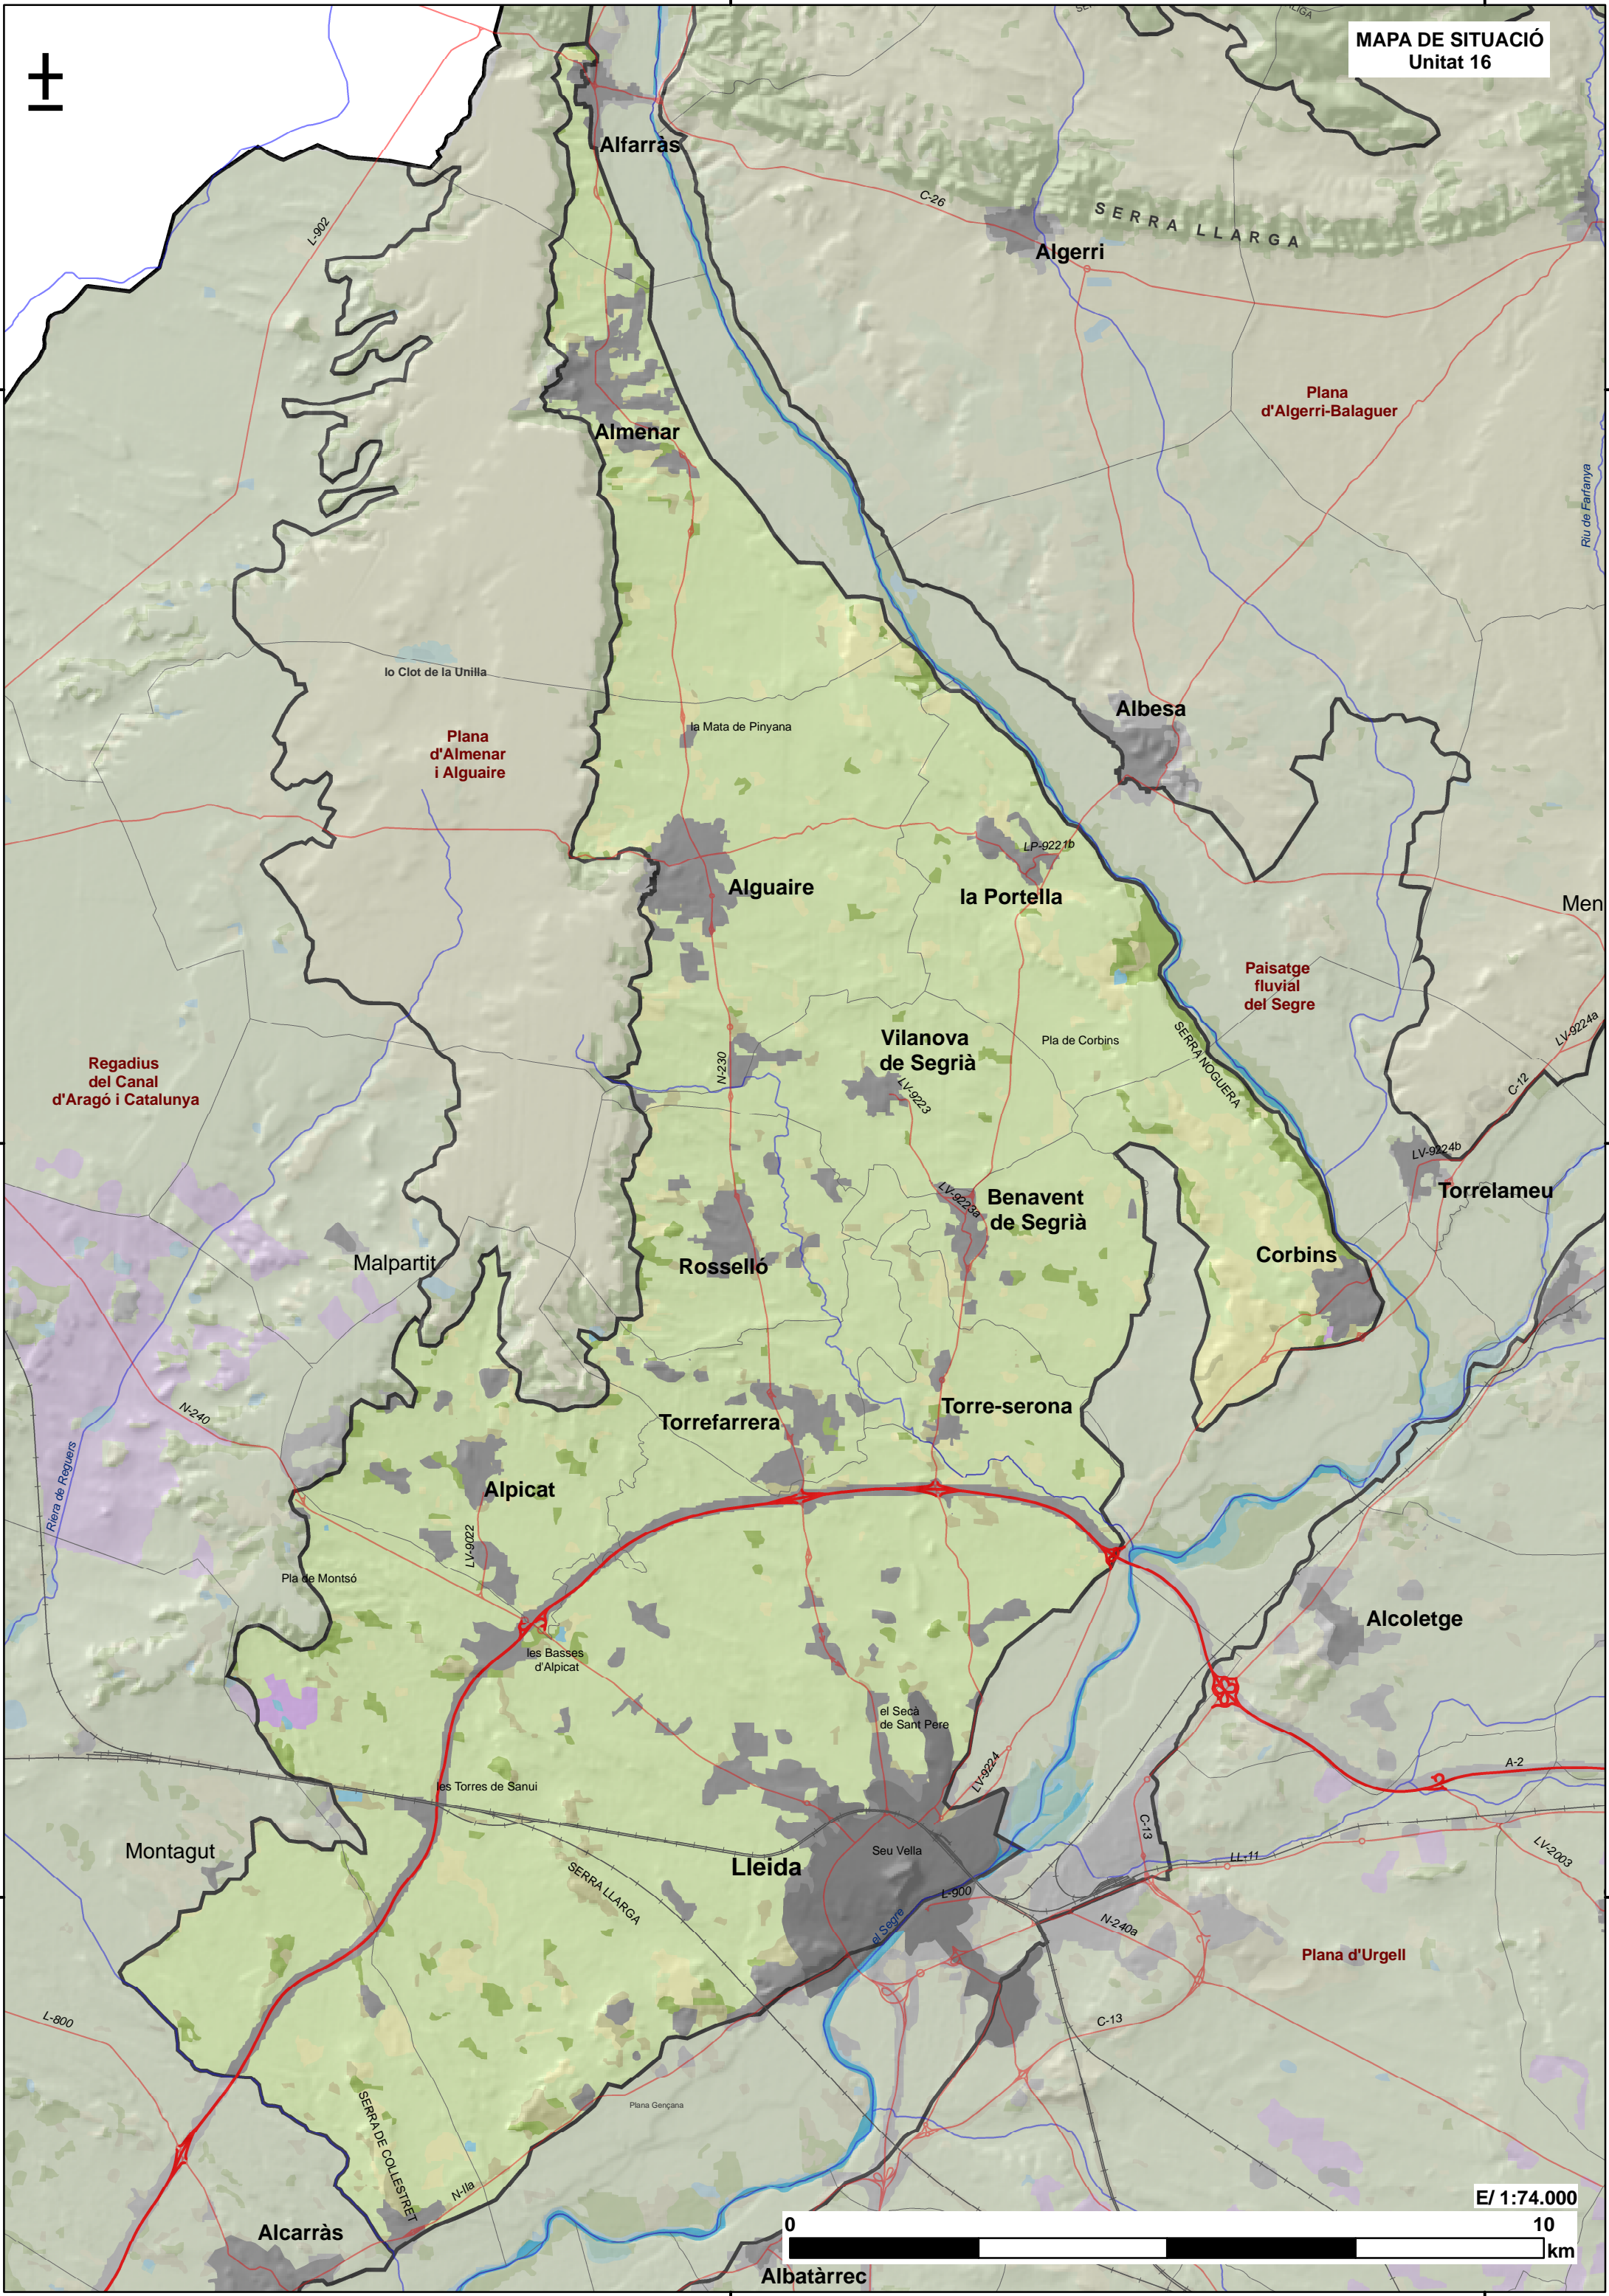 SE
LIGA
MAPA DE SITUACIÓ
Unitat 16
Alfarràs
C-26
SERRA LLARGA
L-902
Algerri
Plana
d'Algerri-Balaguer
Almenar
Riu de Farfanya
lo Clot de la Unilla
Albesa
la Mata de Pinyana
Plana
d'Almenar
i Alguaire
LP-9221b
Alguaire
la Portella
Men
Paisatge
fluvial
del Segre
LV-9224a
Vilanova
de Segrià
Pla de Corbins
SERRA NOGUERA
N-230
Regadius
del Canal
d'Aragó i Catalunya
LV-9223
C-12
LV-9224b
Torrelameu
LV-9223a
Benavent
de Segrià
Malpartit
Rosselló
Corbins
N-240
Torrefarrera
Torre-serona
Riera de Reguers
Alpicat
LV-9022
Pla de Montsó
Alcoletge
les Basses
d'Alpicat
el Secà
de Sant Pere
LV-9224
A-2
les Torres de Sanui
C-13
Montagut
Seu Vella
LL-11
LV-2003
Lleida
SERRA LLARGA
L-900
el Segre
N-240a
Plana d'Urgell
L-800
C-13
Plana Gençana
SERRA DE COLLESTRET
N-IIa
E/ 1:74.000
0
10
km
Alcarràs
Albatàrrec